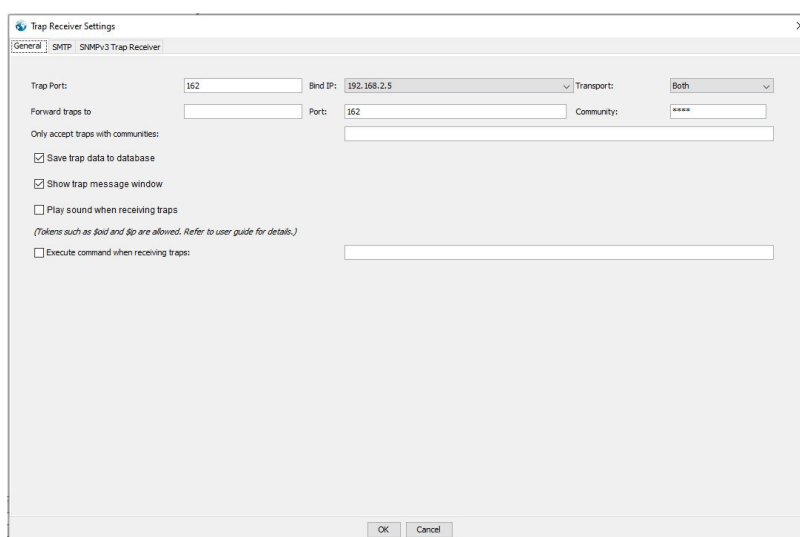 Trap Receiver Settings
General SMTP SNMPv3 Trap Receiver
Trap Port: 162 Bind IP: 192.168.2.5 Transport: Both
Forward traps to Port: 162 Community: ****
Only accept traps with communities:
Save trap data to database
Show trap message window
Play sound when receiving traps
(Tokens such as $oid and $ip are allowed. Refer to user guide for details.)
Execute command when receiving traps:
OK Cancel